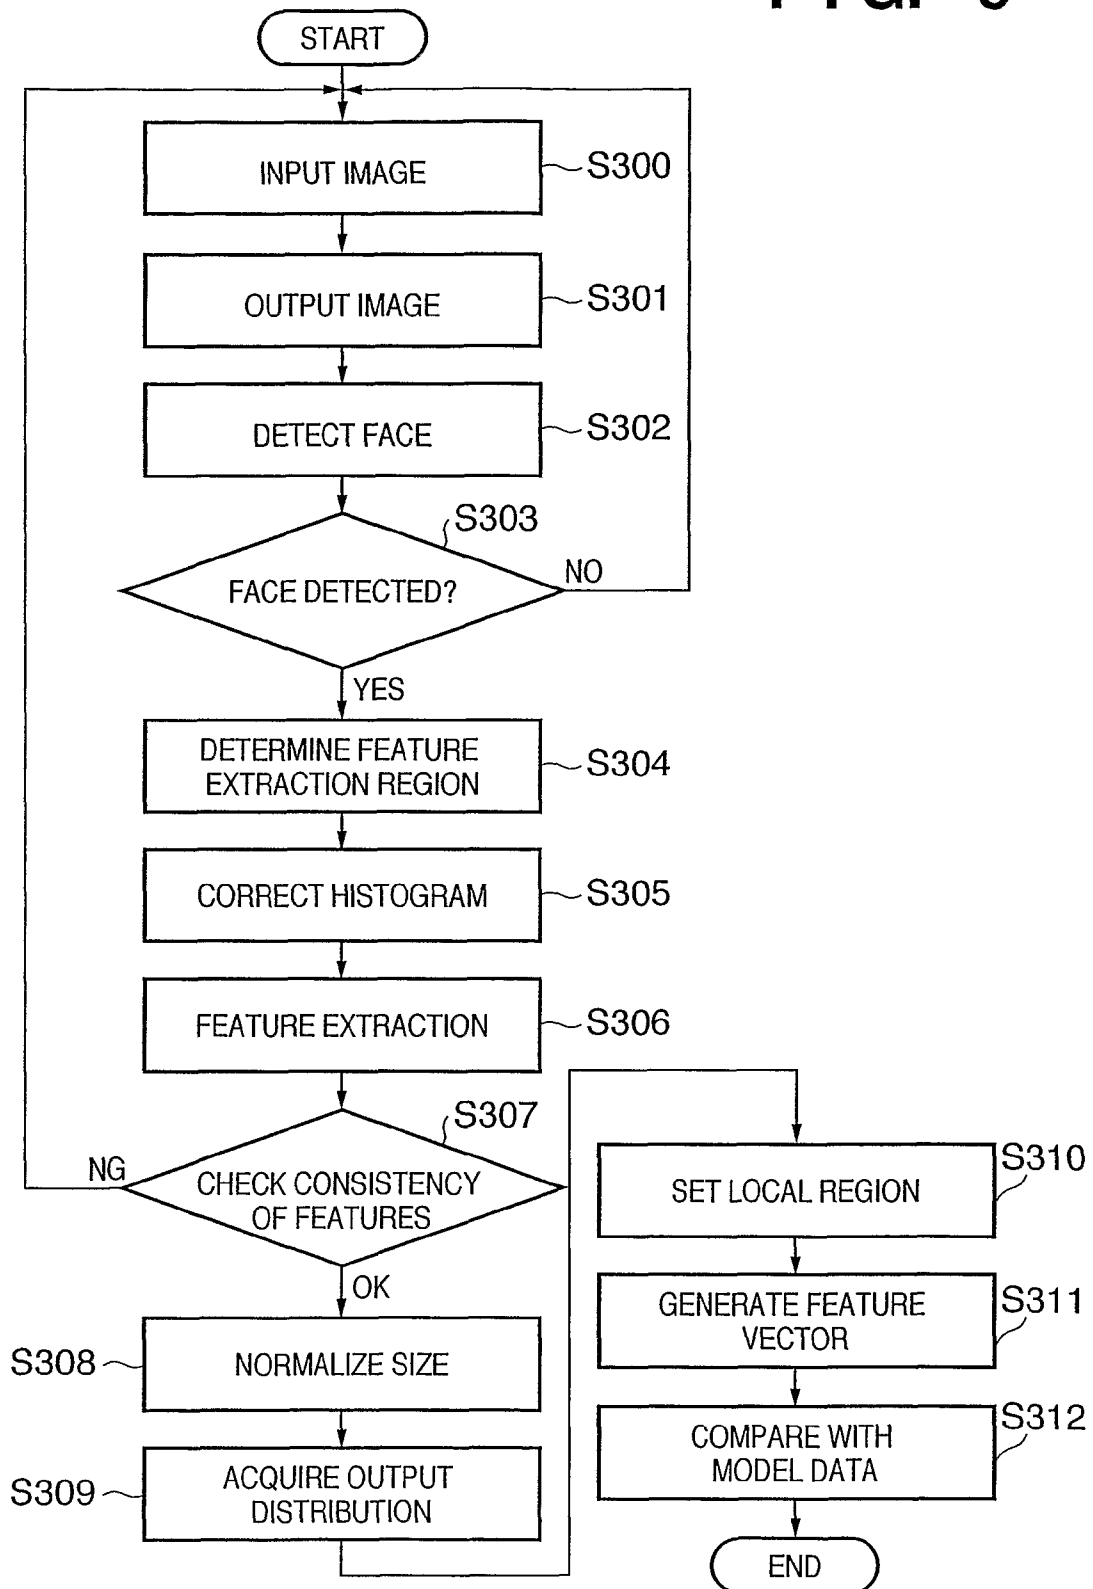 START
INPUT IMAGE
S300
OUTPUT IMAGE
S301
DETECT FACE
S302
S303
FACE DETECTED?
NO
YES
DETERMINE FEATURE
EXTRACTION REGION
S304
CORRECT HISTOGRAM
S305
FEATURE EXTRACTION
S306
S307
NG
CHECK CONSISTENCY
OF FEATURES
OK
S308
NORMALIZE SIZE
S309
ACQUIRE OUTPUT
DISTRIBUTION
S310
SET LOCAL REGION
S311
GENERATE FEATURE
VECTOR
S312
COMPARE WITH
MODEL DATA
END